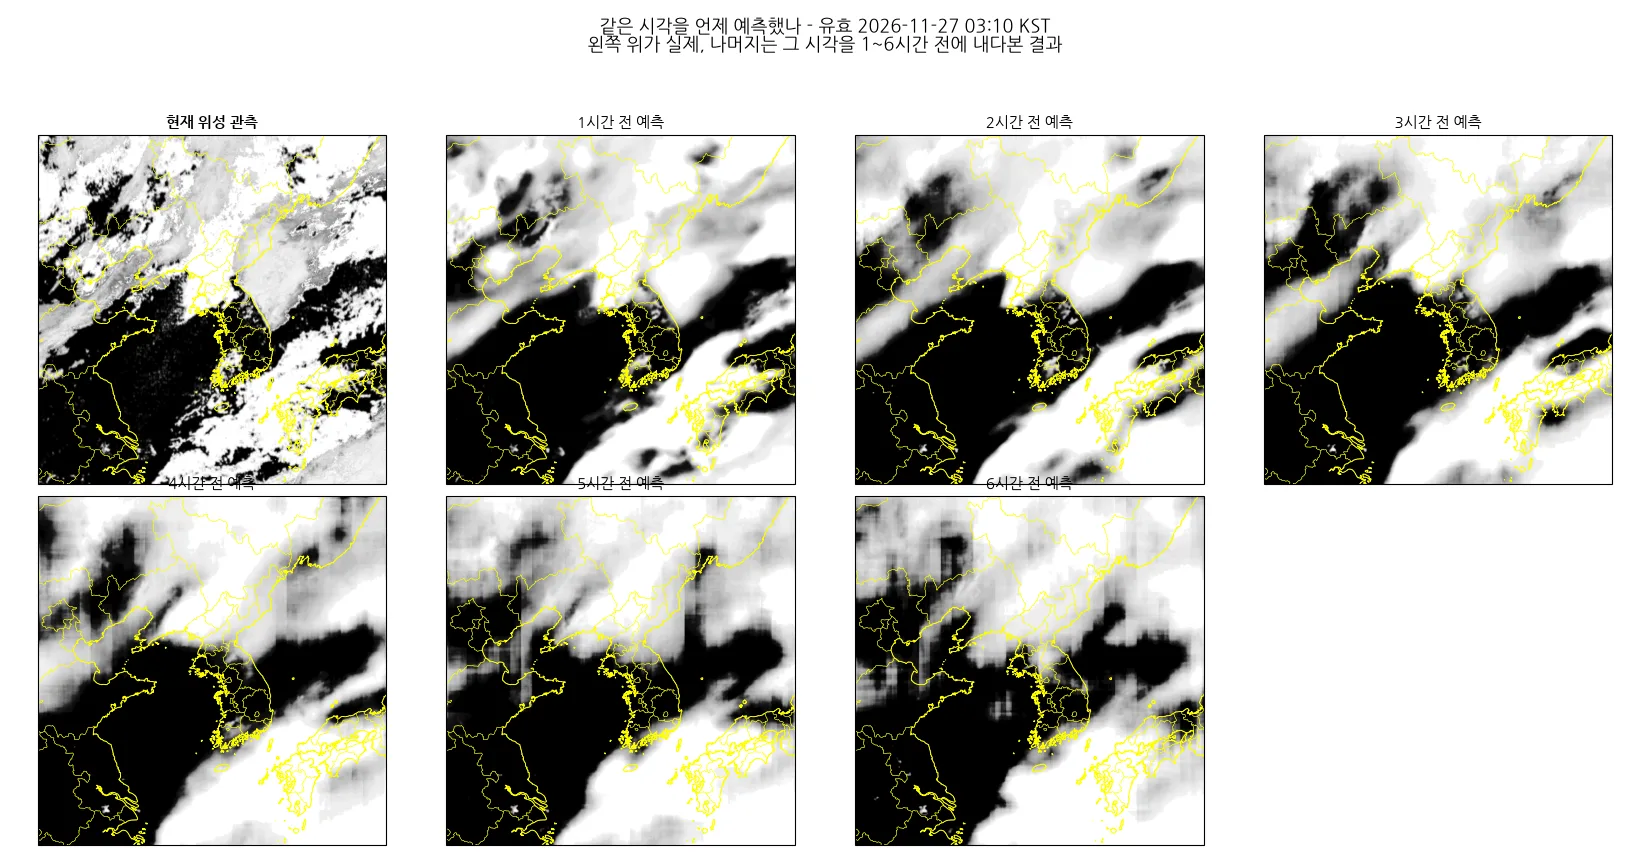 같은 시각을 언제 예측했나 - 유효 2026-11-27 03:10 KST
왼쪽 위가 실제, 나머지는 그 시각을 1~6시간 전에 내다본 결과
현재 위성 관측
1시간 전 예측
2시간 전 예측
3시간 전 예측
4시간 전 예측
5시간 전 예측
6시간 전 예측